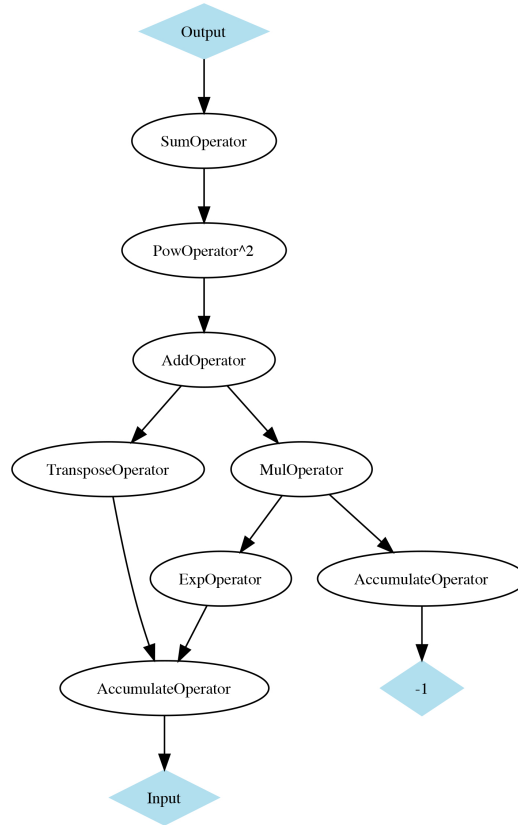 Output
SumOperator
PowOperator^2
AddOperator
TransposeOperator
MulOperator
ExpOperator
AccumulateOperator
AccumulateOperator
-1
Input